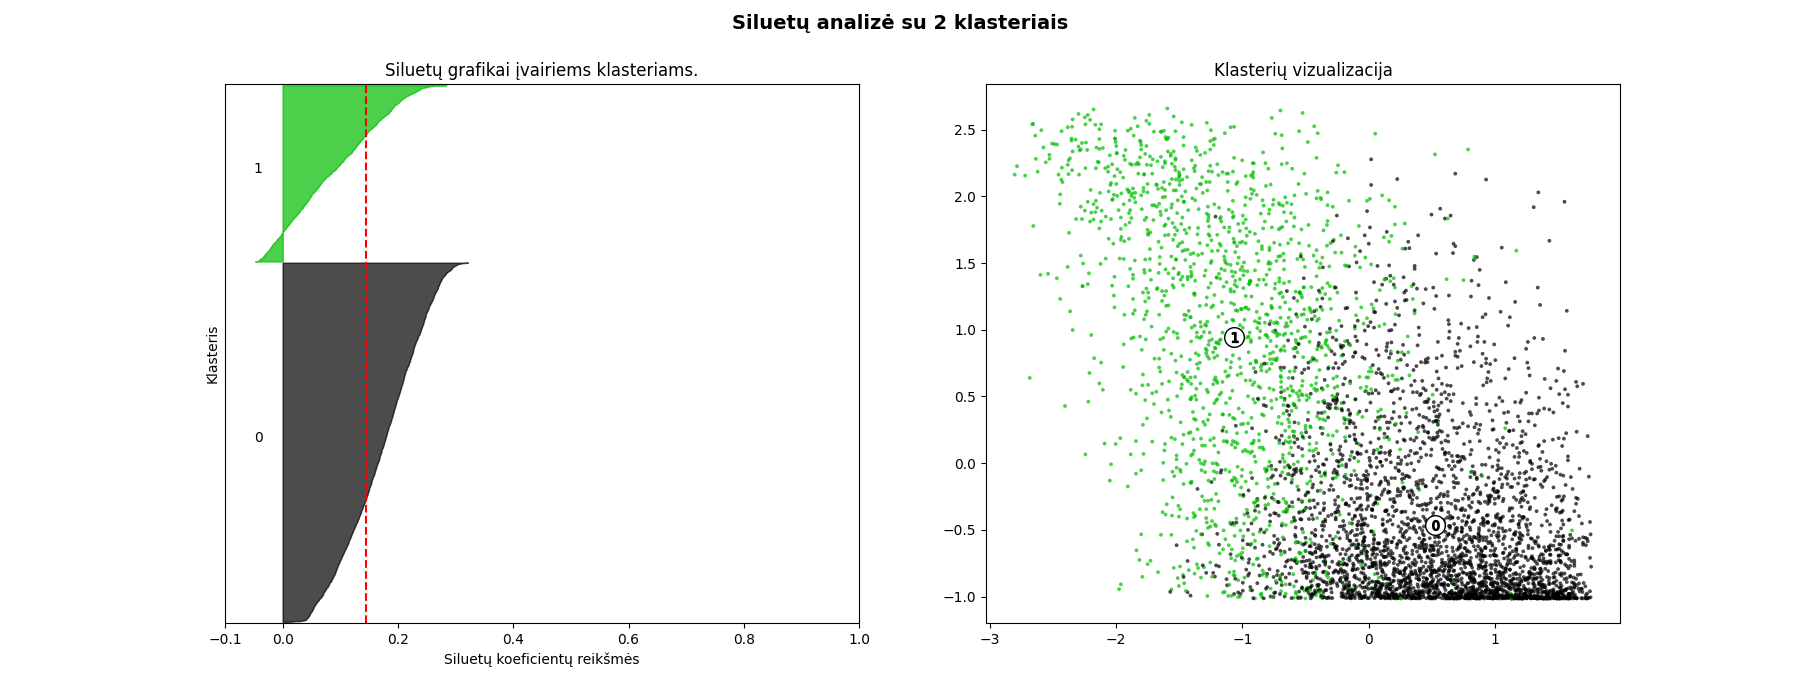 Siluetų analizė su 2 klasteriais
Siluetų grafikai įvairiems klasteriams.
1
0
Klasteris
−0.1 0.0 0.2 0.4 0.6 0.8 1.0
Siluetų koeficientų reikšmės
Klasterių vizualizacija
2.5
2.0
1.5
1.0
0.5
0.0
−0.5
−1.0
1
0
−3 −2 −1 0 1